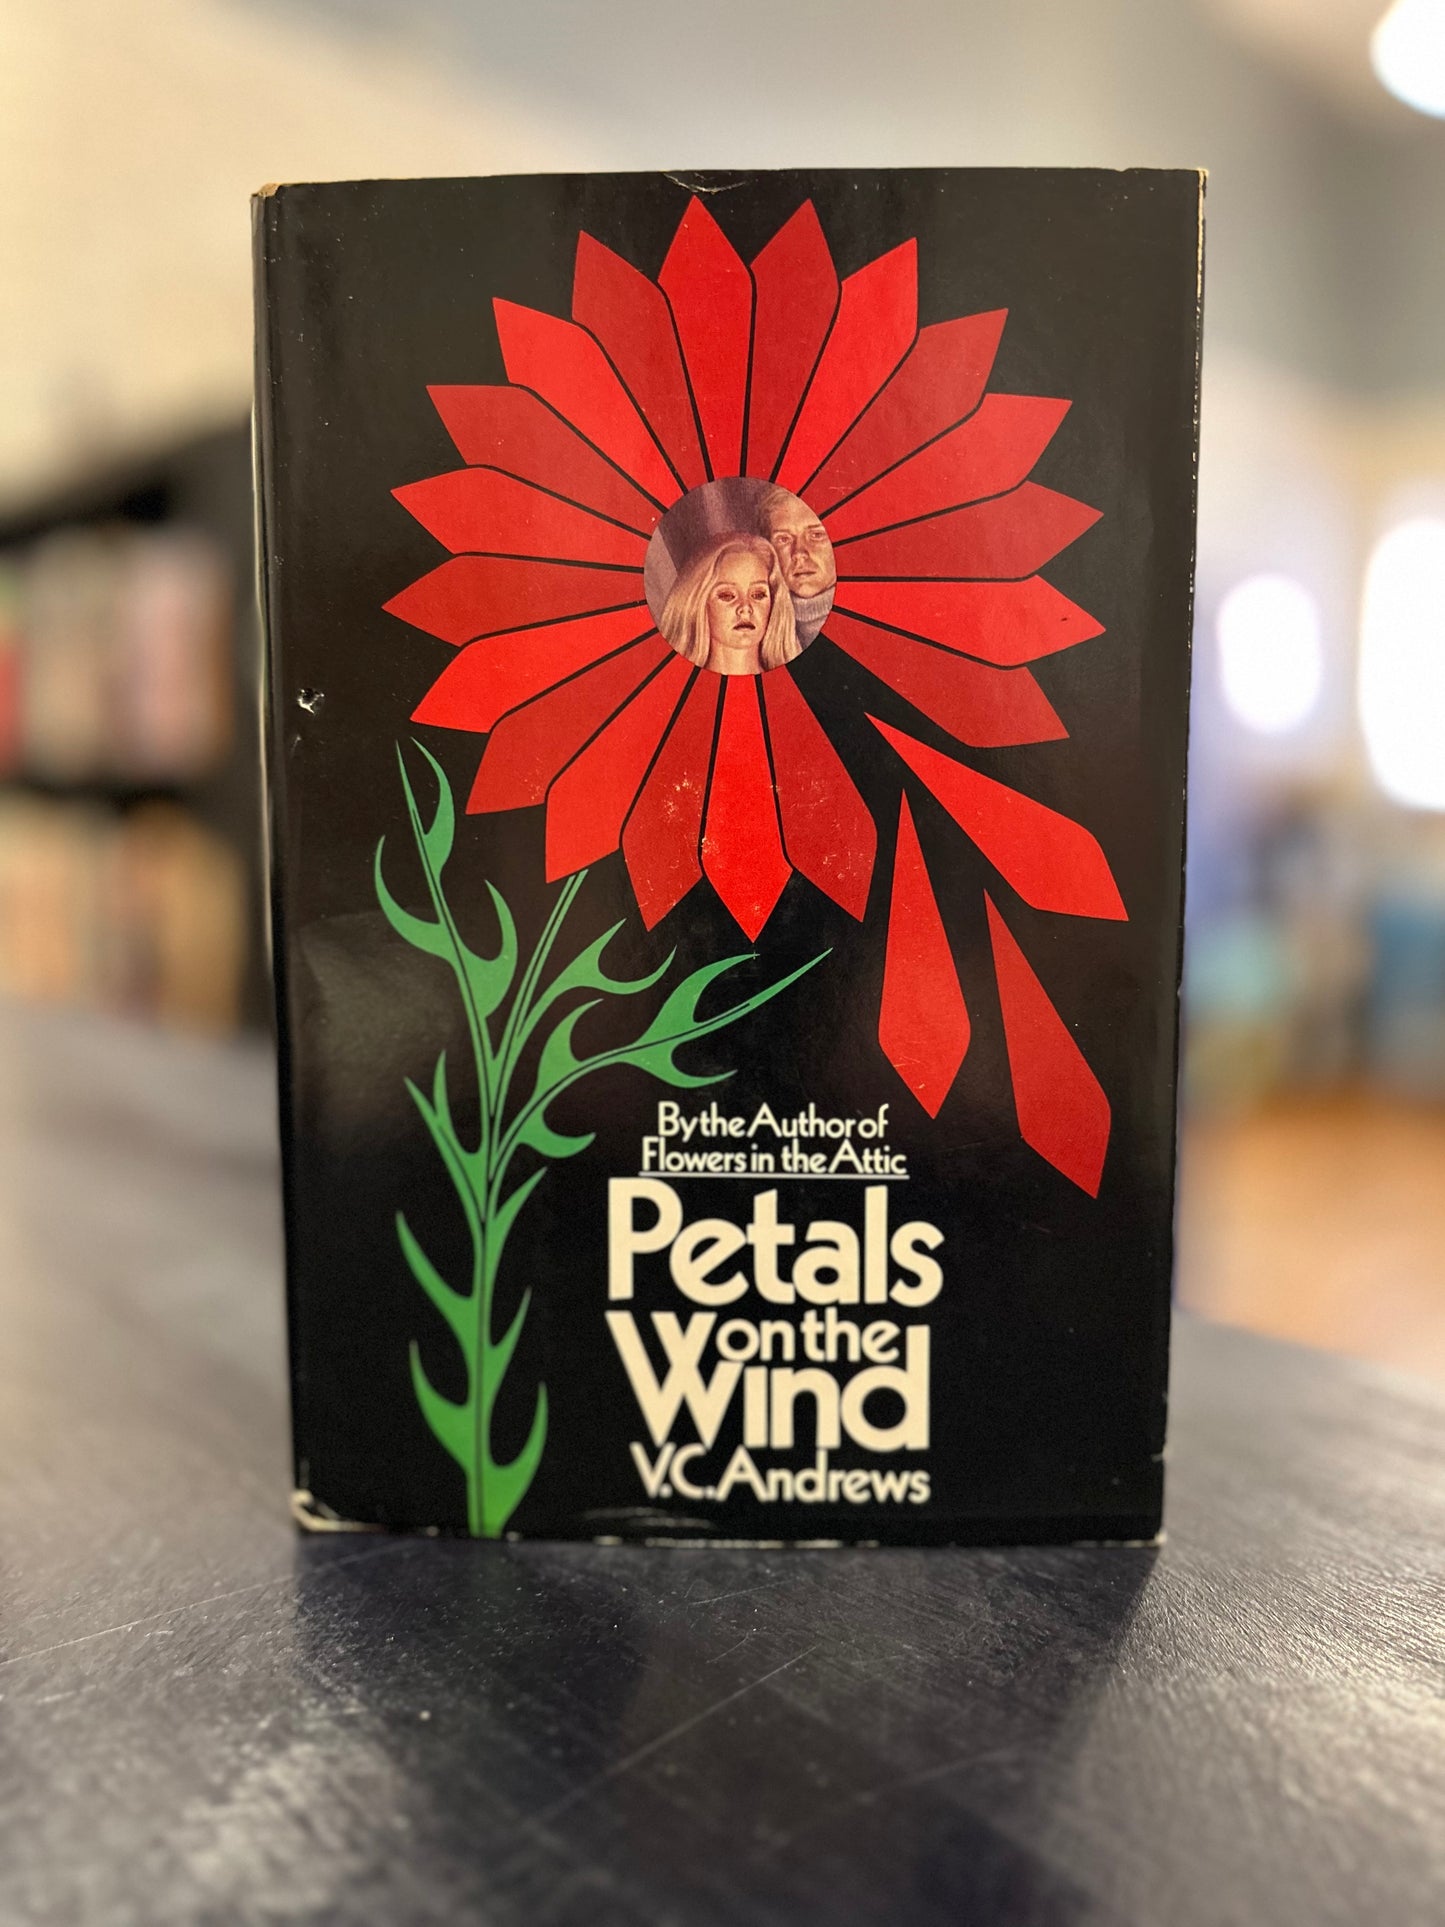 By the Author of
Flowers in the Attic
Petals
on the
Wind
V.C. Andrews